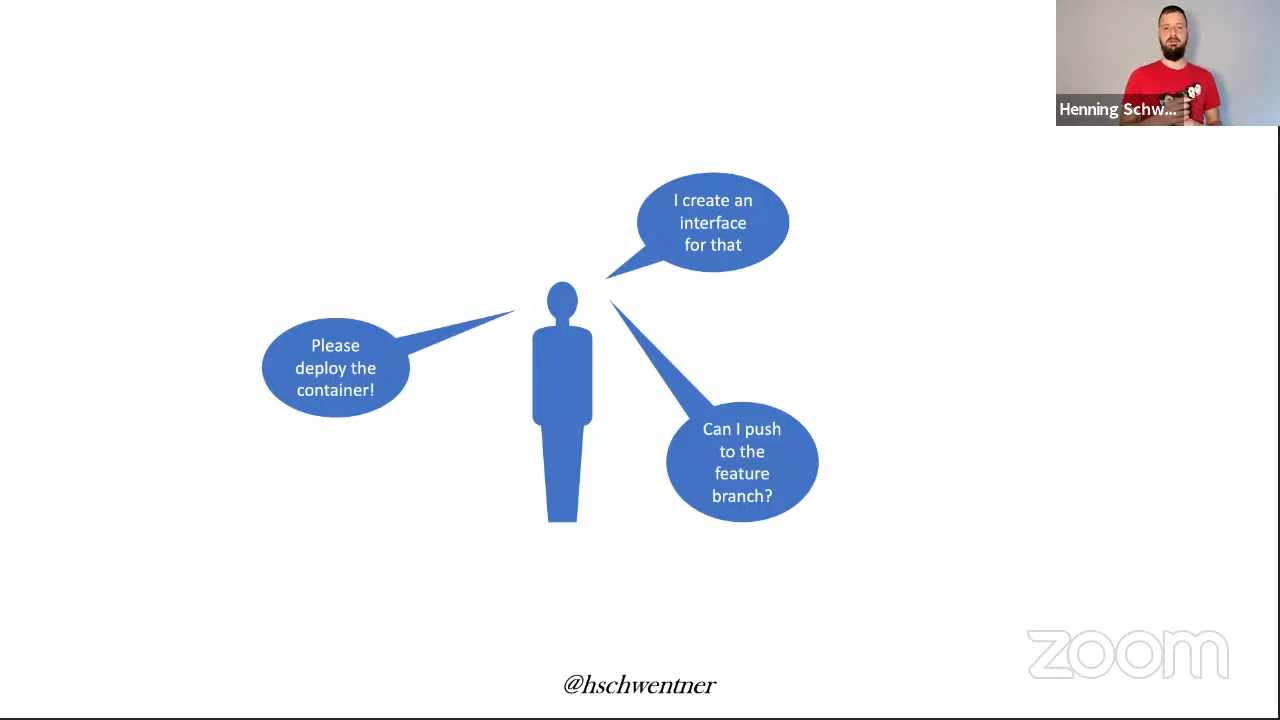 Henning Schw...
I create an
interface
for that
Please
deploy the
container!
Can I push
to the
feature
branch?
zoom
@hschwentner